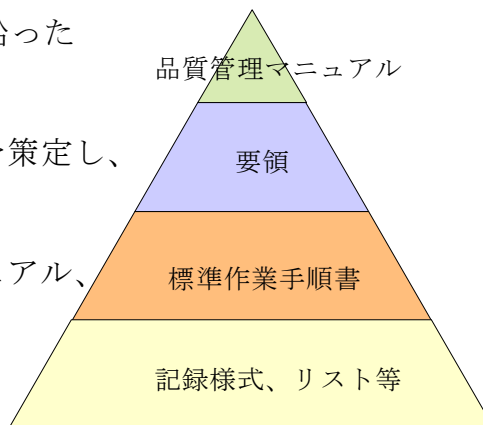 沿った
品質管理マニュアル
策定し、
要領
アル、
標準作業手順書
記録様式、リスト等